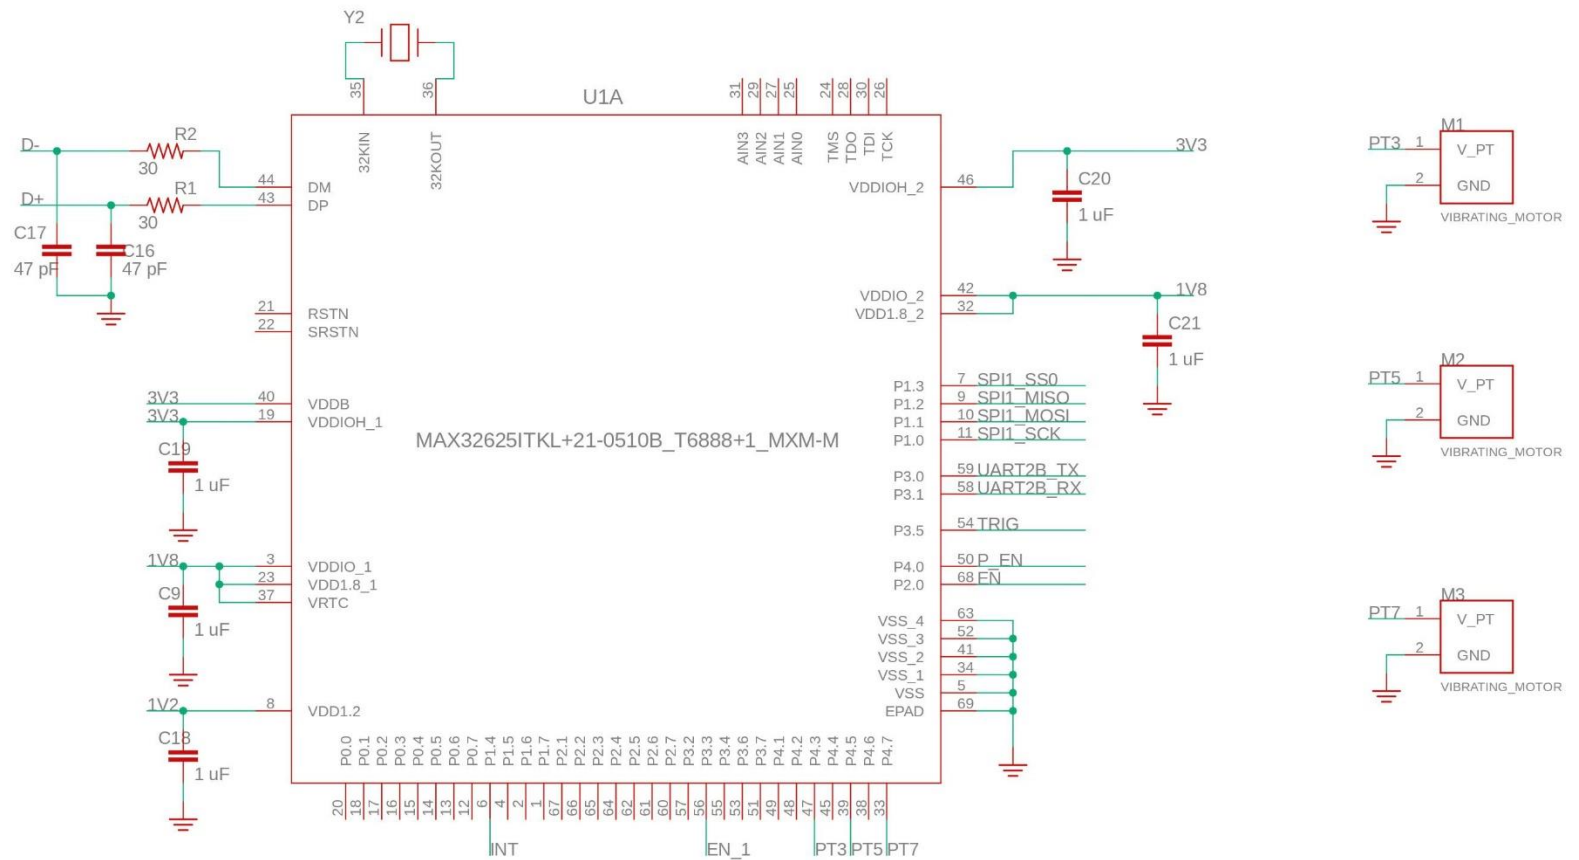 Y2
35
36
U1A
31
29
27
25
24
28
30
26
32KIN
32KOUT
AIN3
AIN2
AIN1
AIN0
TMS
TDO
TDI
TCK
D-
R2
30
44
DM
D+
R1
30
43
DP
C17
47 pF
C16
47 pF
21
RSTN
22
SRSTN
3V3
40
VDDB
3V3
19
VDDIOH_1
C19
1 uF
1V8
3
VDDIO_1
23
VDD1.8_1
37
VRTC
C9
1 uF
1V2
8
VDD1.2
C18
1 uF
MAX32625ITKL+21-0510B_T6888+1_MXM-M
VDDIOH_2
46
3V3
C20
1 uF
VDDIO_2
42
1V8
VDD1.8_2
32
C21
1 uF
P1.3
7
SPI1_SS0
P1.2
9
SPI1_MISO
P1.1
10
SPI1_MOSI
P1.0
11
SPI1_SCK
P3.0
59
UART2B_TX
P3.1
58
UART2B_RX
P3.5
54
TRIG
P4.0
50
P_EN
P2.0
68
EN
VSS_4
63
VSS_3
52
VSS_2
41
VSS_1
34
VSS
5
EPAD
69
P0.0
P0.1
P0.2
P0.3
P0.4
P0.5
P0.6
P0.7
P1.4
P1.5
P1.6
P1.7
P2.1
P2.2
P2.3
P2.4
P2.5
P2.6
P2.7
P3.2
P3.3
P3.4
P3.6
P3.7
P4.1
P4.2
P4.3
P4.4
P4.5
P4.6
P4.7
20
18
17
16
15
14
13
12
6
4
2
1
67
66
65
64
62
61
60
57
56
55
53
51
49
48
47
45
39
38
33
INT
EN_1
PT3
PT5
PT7
M1
PT3
1
V_PT
2
GND
VIBRATING_MOTOR
M2
PT5
1
V_PT
2
GND
VIBRATING_MOTOR
M3
PT7
1
V_PT
2
GND
VIBRATING_MOTOR